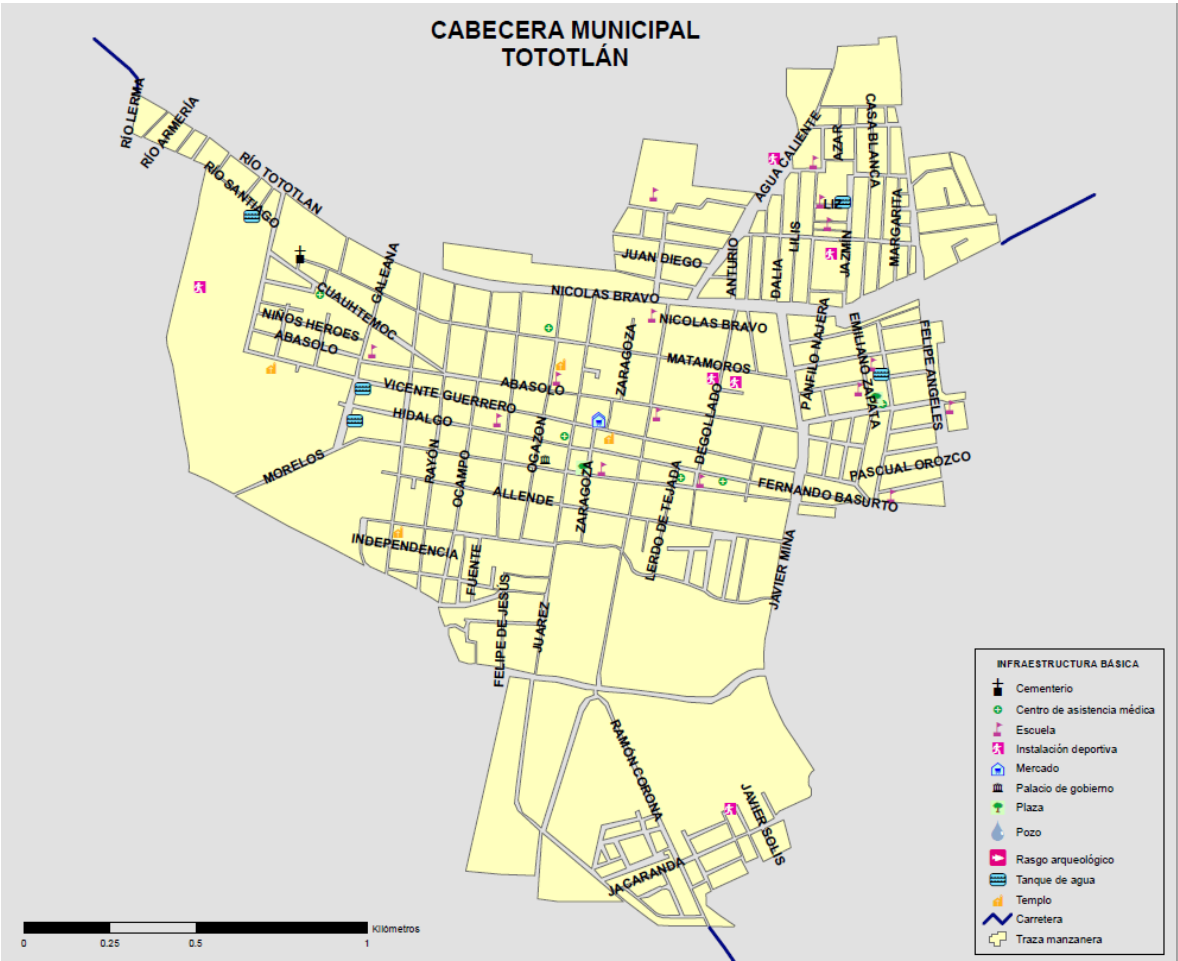 CABECERA MUNICIPAL
TOTOTLÁN
RÍO LERMA
RÍO ARMERÍA
RÍO TOTOTLAN
RÍO SANTIAGO
AGUA CALIENTE
AZAR
CASA BLANCA
LIZ
LILIS
JAZMÍN
MARGARITA
ANTURIO
DALIA
JUAN DIEGO
GALEANA
CUAUHTEMOC
NIÑOS HEROES
ABASOLO
NICOLAS BRAVO
NICOLAS BRAVO
MATAMOROS
ZARAGOZA
PÁNFILO NAJERA
EMILIANO ZAPATA
FELIPE ANGELES
ABASOLO
VICENTE GUERRERO
HIDALGO
MORELOS
RAYÓN
OCAMPO
OGAZON
ZARAGOZA
DEGOLLADO
LERDO DE TEJADA
PASCUAL OROZCO
FERNANDO BASURTO
ALLENDE
INDEPENDENCIA
FUENTE
FELIPE DE JESÚS
JUAREZ
JAVIER MINA
RAMÓN CORONA
JAVIER SOLIS
JACARANDA
INFRAESTRUCTURA BÁSICA
Cementerio
Centro de asistencia médica
Escuela
Instalación deportiva
Mercado
Palacio de gobierno
Plaza
Pozo
Rasgo arqueológico
Tanque de agua
Templo
Carretera
Traza manzanera
Kilómetros
0 0.25 0.5 1